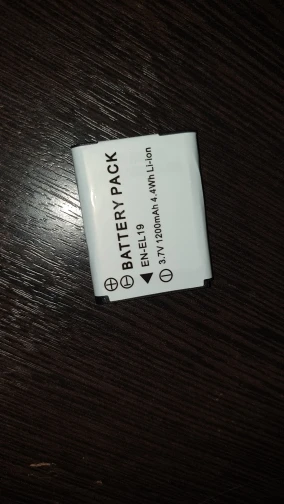 BATTERY PACK
EN-EL19
3.7V 1200mAh 4.4Wh Li-ion